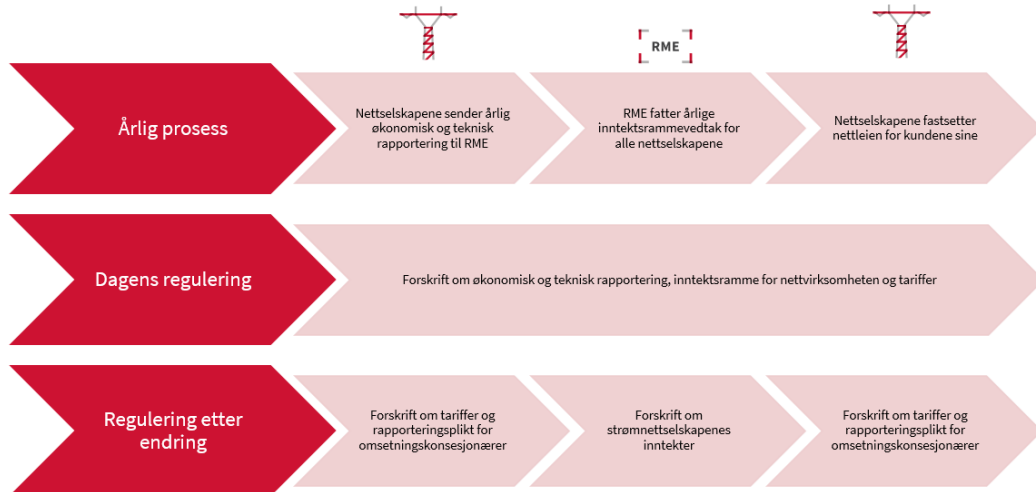 RME
Årlig prosess
Nettselskapene sender årlig
økonomisk og teknisk
rapportering til RME
RME fatter årlige
inntektsrammevedtak for
alle nettselskapene
Nettselskapene fastsetter
nettleien for kundene sine
Dagens regulering
Forskrift om økonomisk og teknisk rapportering, inntektsramme for nettvirksomheten og tariffer
Regulering etter
endring
Forskrift om tariffer og
rapporteringsplikt for
omsetningskonsesjonærer
Forskrift om
strømnettselskapenes
inntekter
Forskrift om tariffer og
rapporteringsplikt for
omsetningskonsesjonærer